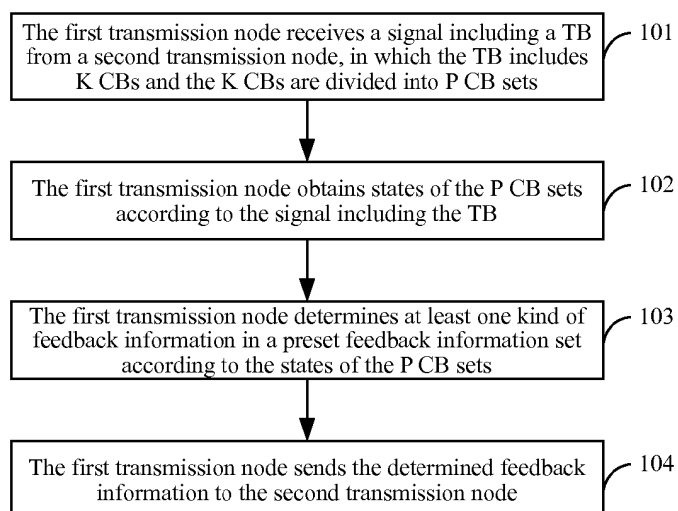 The first transmission node receives a signal including a TB
from a second transmission node, in which the TB includes
K CBs and the K CBs are divided into P CB sets
101
The first transmission node obtains states of the P CB sets
according to the signal including the TB
102
The first transmission node determines at least one kind of
feedback information in a preset feedback information set
according to the states of the P CB sets
103
The first transmission node sends the determined feedback
information to the second transmission node
104